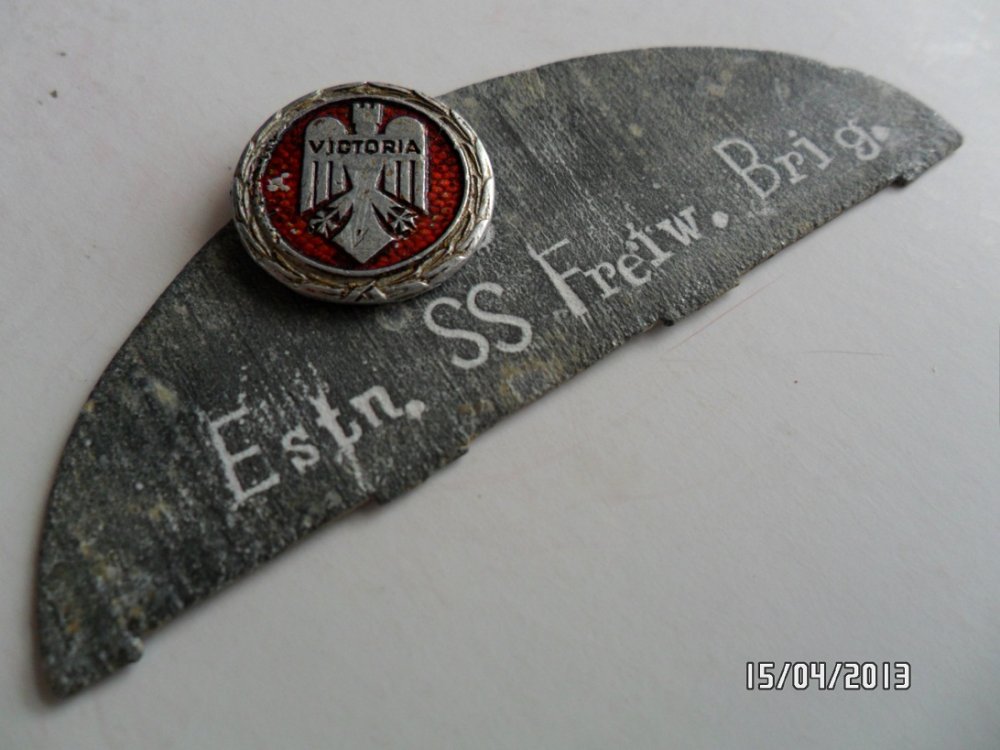 VICTORIA
Estn. SS Freiw. Brig.
15/04/2013